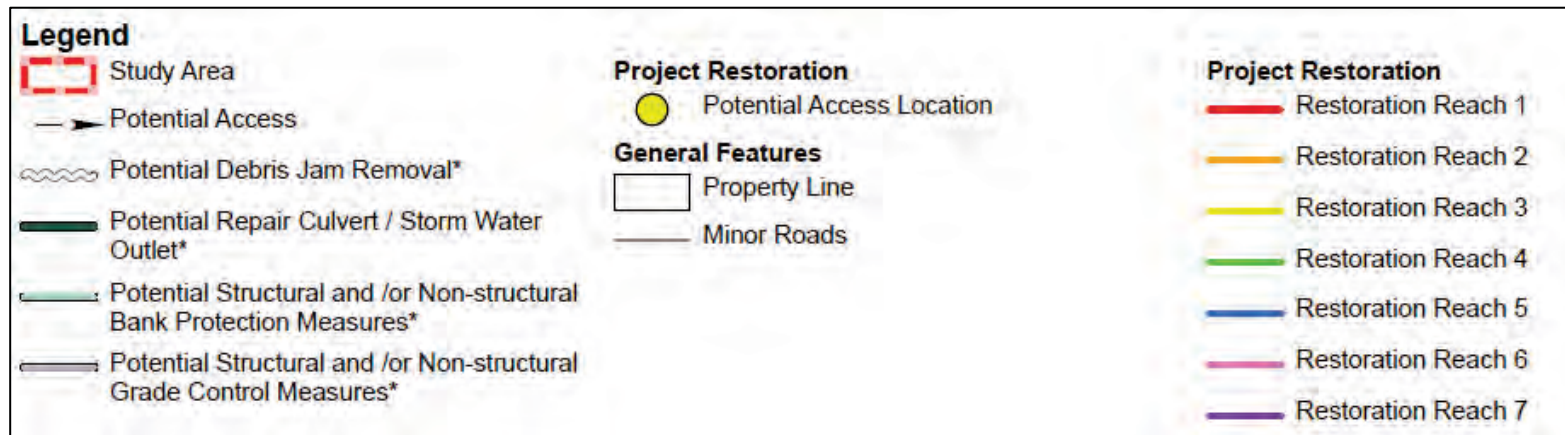 Legend
Study Area
Potential Access
Potential Debris Jam Removal*
Potential Repair Culvert / Storm Water
Outlet*
Potential Structural and /or Non-structural
Bank Protection Measures*
Potential Structural and /or Non-structural
Grade Control Measures*
Project Restoration
Potential Access Location
General Features
Property Line
Minor Roads
Project Restoration
Restoration Reach 1
Restoration Reach 2
Restoration Reach 3
Restoration Reach 4
Restoration Reach 5
Restoration Reach 6
Restoration Reach 7